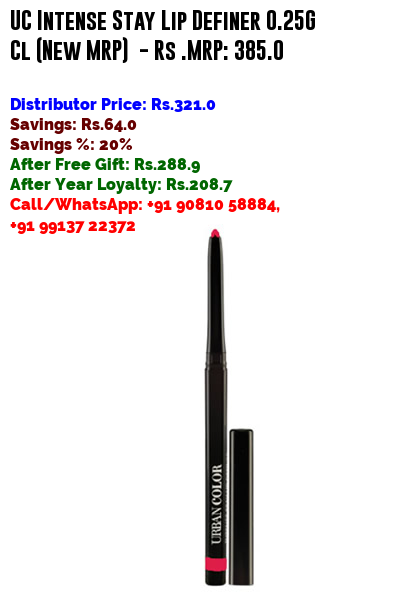 UC Intense Stay Lip Definer 0.25G
Cl (New MRP)  - Rs .MRP: 385.0
Distributor Price: Rs.321.0
Savings: Rs.64.0
Savings %: 20%
After Free Gift: Rs.288.9
After Year Loyalty: Rs.208.7
Call/WhatsApp: +91 90810 58884,
+91 99137 22372
URBAN COLOR